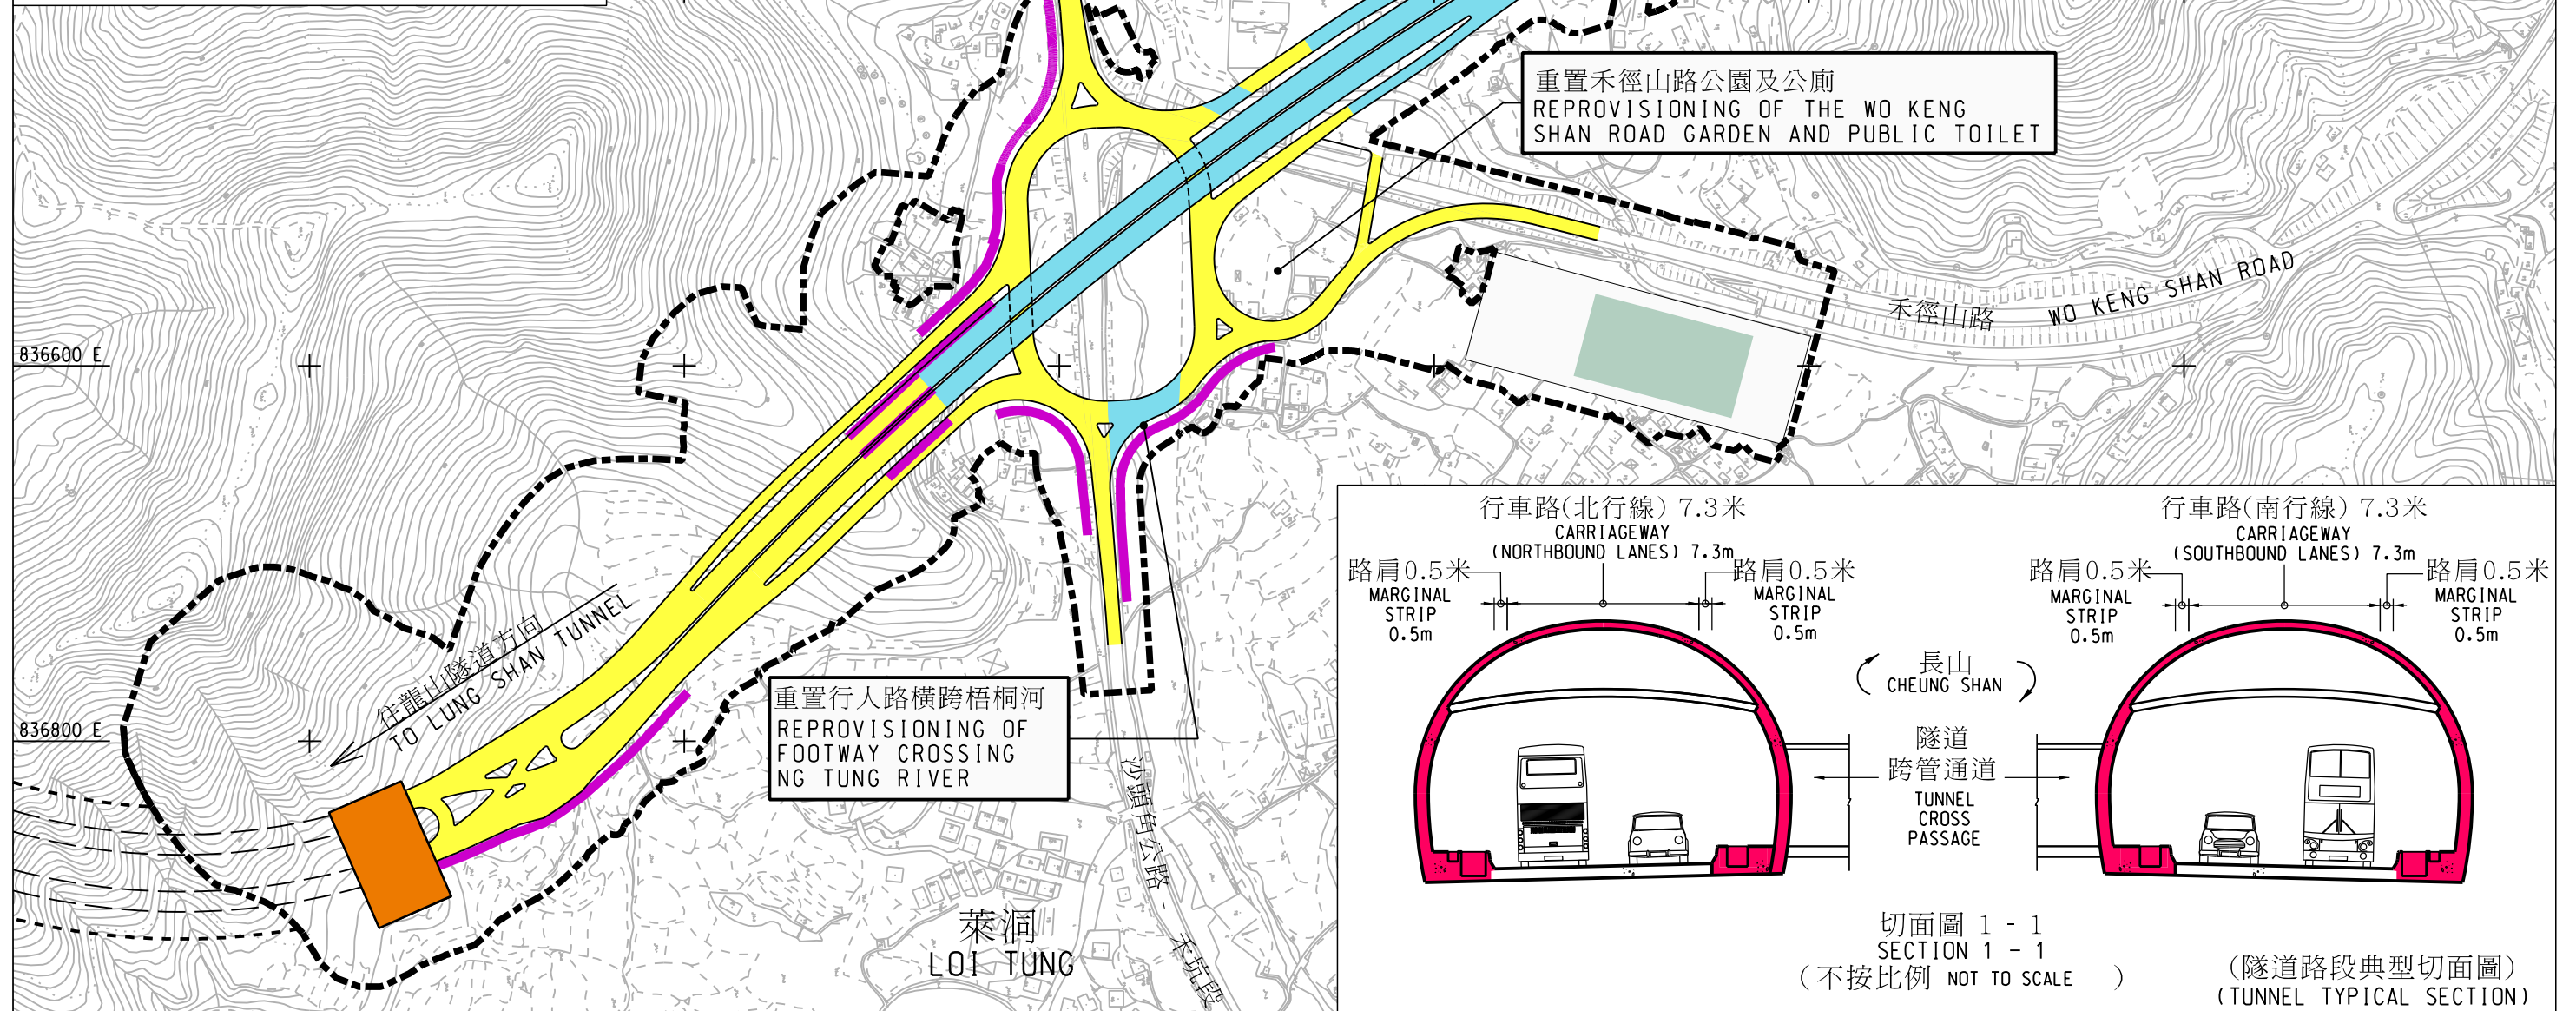 重置禾徑山路公園及公廁
REPROVISIONING OF THE WO KENG
SHAN ROAD GARDEN AND PUBLIC TOILET
禾徑山路
WO KENG SHAN ROAD
836600 E
往龍山隧道方向
TO LUNG SHAN TUNNEL
836800 E
重置行人路橫跨梧桐河
REPROVISIONING OF
FOOTWAY CROSSING
NG TUNG RIVER
沙頭角公路 - 禾坑段
萊洞
LOI TUNG
行車路(北行線) 7.3米
CARRIAGEWAY
(NORTHBOUND LANES) 7.3m
路肩0.5米
MARGINAL
STRIP
0.5m
路肩0.5米
MARGINAL
STRIP
0.5m
行車路(南行線) 7.3米
CARRIAGEWAY
(SOUTHBOUND LANES) 7.3m
路肩0.5米
MARGINAL
STRIP
0.5m
路肩0.5米
MARGINAL
STRIP
0.5m
長山
CHEUNG SHAN
隧道
跨管通道
TUNNEL
CROSS
PASSAGE
切面圖 1 - 1
SECTION 1 - 1
(不按比例 NOT TO SCALE )
(隧道路段典型切面圖)
(TUNNEL TYPICAL SECTION)